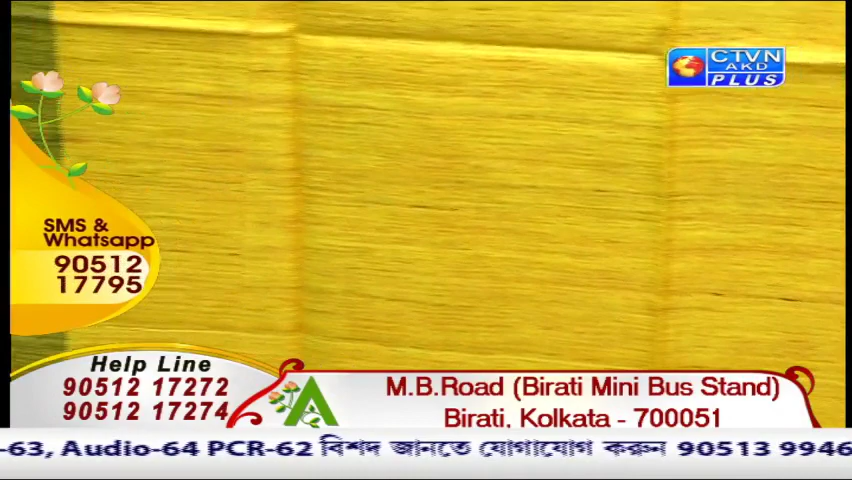 CTVN
AKD
PLUS
SMS &
Whatsapp
90512
17795
Help Line
90512 17272
90512 17274
M.B.Road (Birati Mini Bus Stand)
Birati, Kolkata - 700051
-63, Audio-64 PCR-62 বিশদ জানতে যোগাযোগ করুন 90513 9946